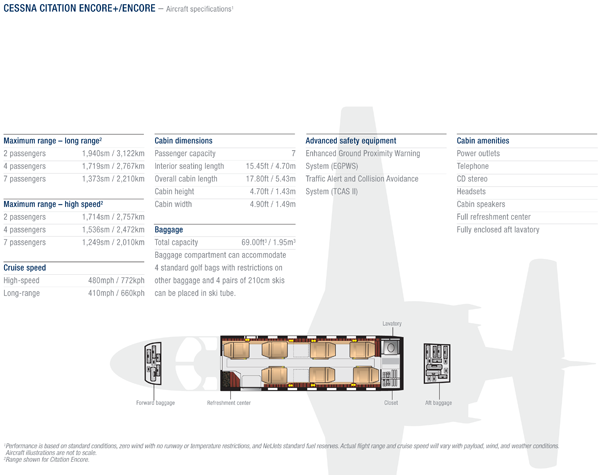 CESSNA CITATION ENCORE+/ENCORE – Aircraft specifications¹
Maximum range – long range²
2 passengers 1,940sm / 3,122km
4 passengers 1,719sm / 2,767km
7 passengers 1,373sm / 2,210km
Maximum range – high speed²
2 passengers 1,714sm / 2,757km
4 passengers 1,536sm / 2,472km
7 passengers 1,249sm / 2,010km
Cruise speed
High-speed 480mph / 772kph
Long-range 410mph / 660kph
Cabin dimensions
Passenger capacity 7
Interior seating length 15.45ft / 4.70m
Overall cabin length 17.80ft / 5.43m
Cabin height 4.70ft / 1.43m
Cabin width 4.90ft / 1.49m
Baggage
Total capacity 69.00ft³ / 1.95m³
Baggage compartment can accommodate
4 standard golf bags with restrictions on
other baggage and 4 pairs of 210cm skis
can be placed in ski tube.
Advanced safety equipment
Enhanced Ground Proximity Warning
System (EGPWS)
Traffic Alert and Collision Avoidance
System (TCAS II)
Cabin amenities
Power outlets
Telephone
CD stereo
Headsets
Cabin speakers
Full refreshment center
Fully enclosed aft lavatory
Lavatory
Forward baggage
Refreshment center
Closet
Aft baggage
¹Performance is based on standard conditions, zero wind with no runway or temperature restrictions, and NetJets standard fuel reserves. Actual flight range and cruise speed will vary with payload, wind, and weather conditions.
Aircraft illustrations are not to scale.
²Range shown for Citation Encore.